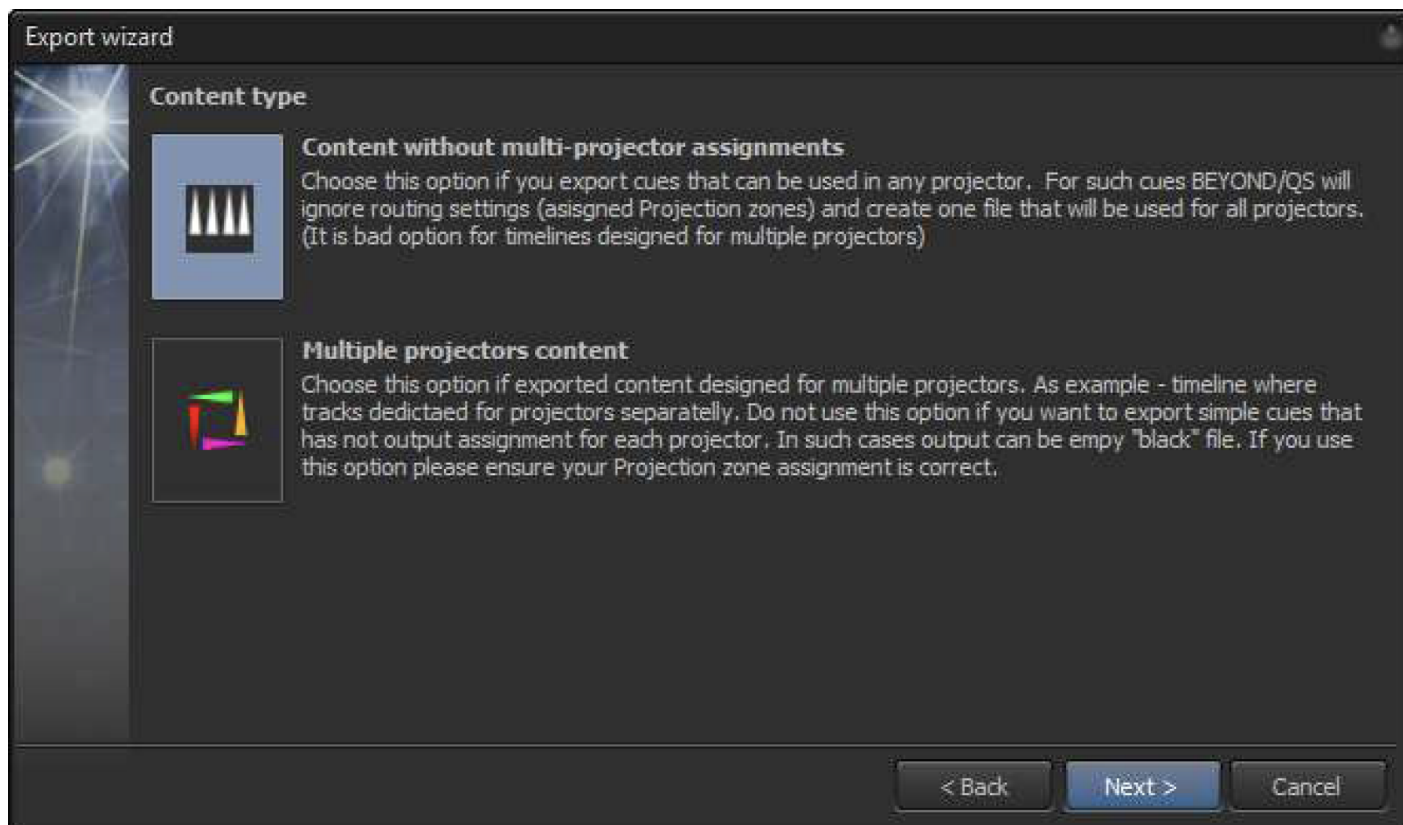 Export wizard
Content type
Content without multi-projector assignments
Choose this option if you export cues that can be used in any projector.  For such cues BEYOND/QS will
ignore routing settings (asisgned Projection zones) and create one file that will be used for all projectors.
(It is bad option for timelines designed for multiple projectors)
Multiple projectors content
Choose this option if exported content designed for multiple projectors. As example - timeline where
tracks dedictaed for projectors separatelly. Do not use this option if you want to export simple cues that
has not output assignment for each projector. In such cases output can be empy "black" file. If you use
this option please ensure your Projection zone assignment is correct.
< Back
Next >
Cancel